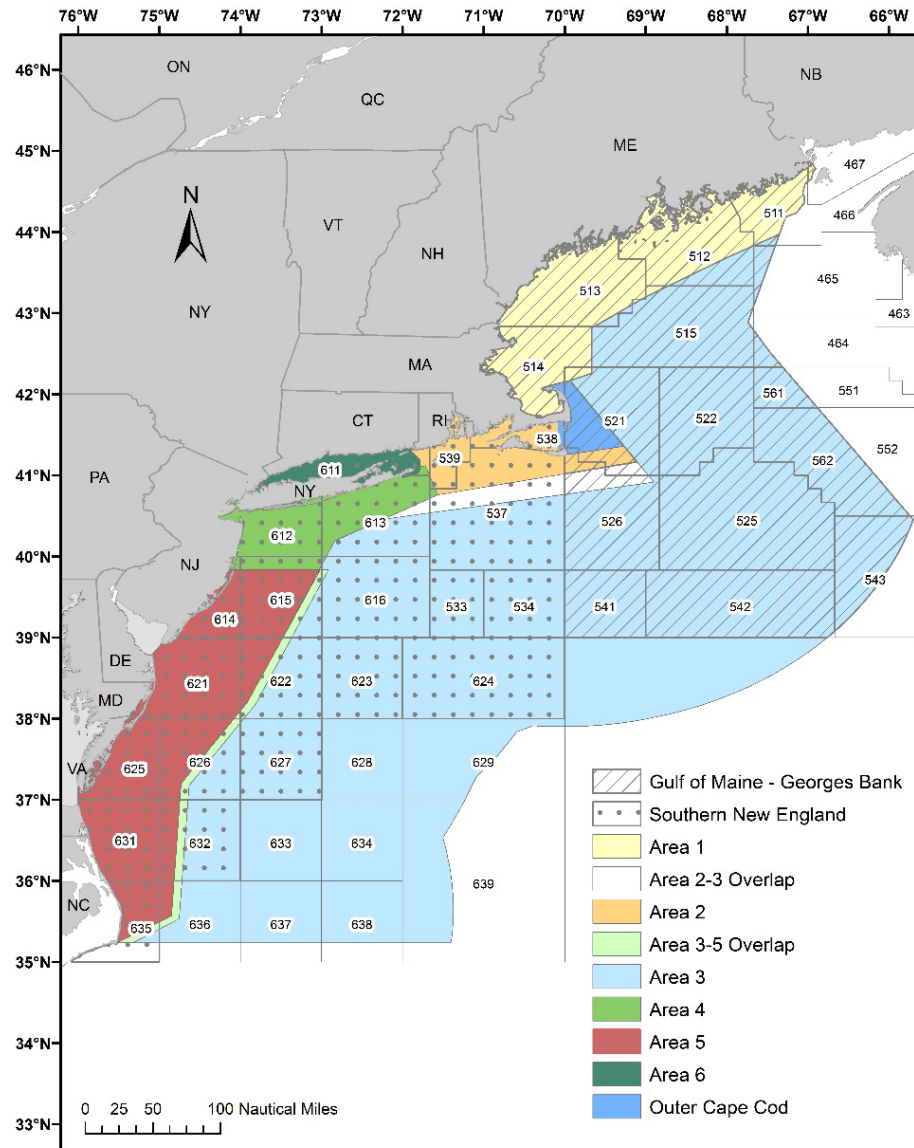 76°W 75°W 74°W 73°W 72°W 71°W 70°W 69°W 68°W 67°W 66°W
46°N
ON
NB
QC
45°N
ME
467
N
466
44°N
VT
511
NH
512
465
513
463
43°N
NY
515
464
MA
514
42°N
561
551
CT
RI
521
522
538
552
539
562
41°N
611
PA
NY
537
526
525
613
612
40°N
543
NJ
615
616
533
534
541
542
614
39°N
DE
621
622
623
624
MD
38°N
VA
625
626
627
628
629
37°N
631
632
633
634
36°N
639
NC
635
636
637
638
35°N
34°N
33°N
Gulf of Maine - Georges Bank
Southern New England
Area 1
Area 2-3 Overlap
Area 2
Area 3-5 Overlap
Area 3
Area 4
Area 5
Area 6
Outer Cape Cod
0 25 50 100 Nautical Miles